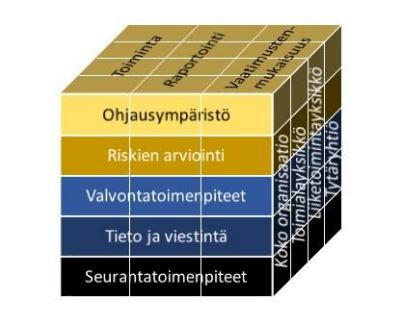 Toiminta
Raportointi
Vaatimusten-
mukaisuus
Ohjausympäristö
Riskien arviointi
Valvontatoimenpiteet
Tieto ja viestintä
Seurantatoimenpiteet
Koko organisaatio
Toimialayksikkö
Liiketoimintayksikkö
Tytäryhtiö